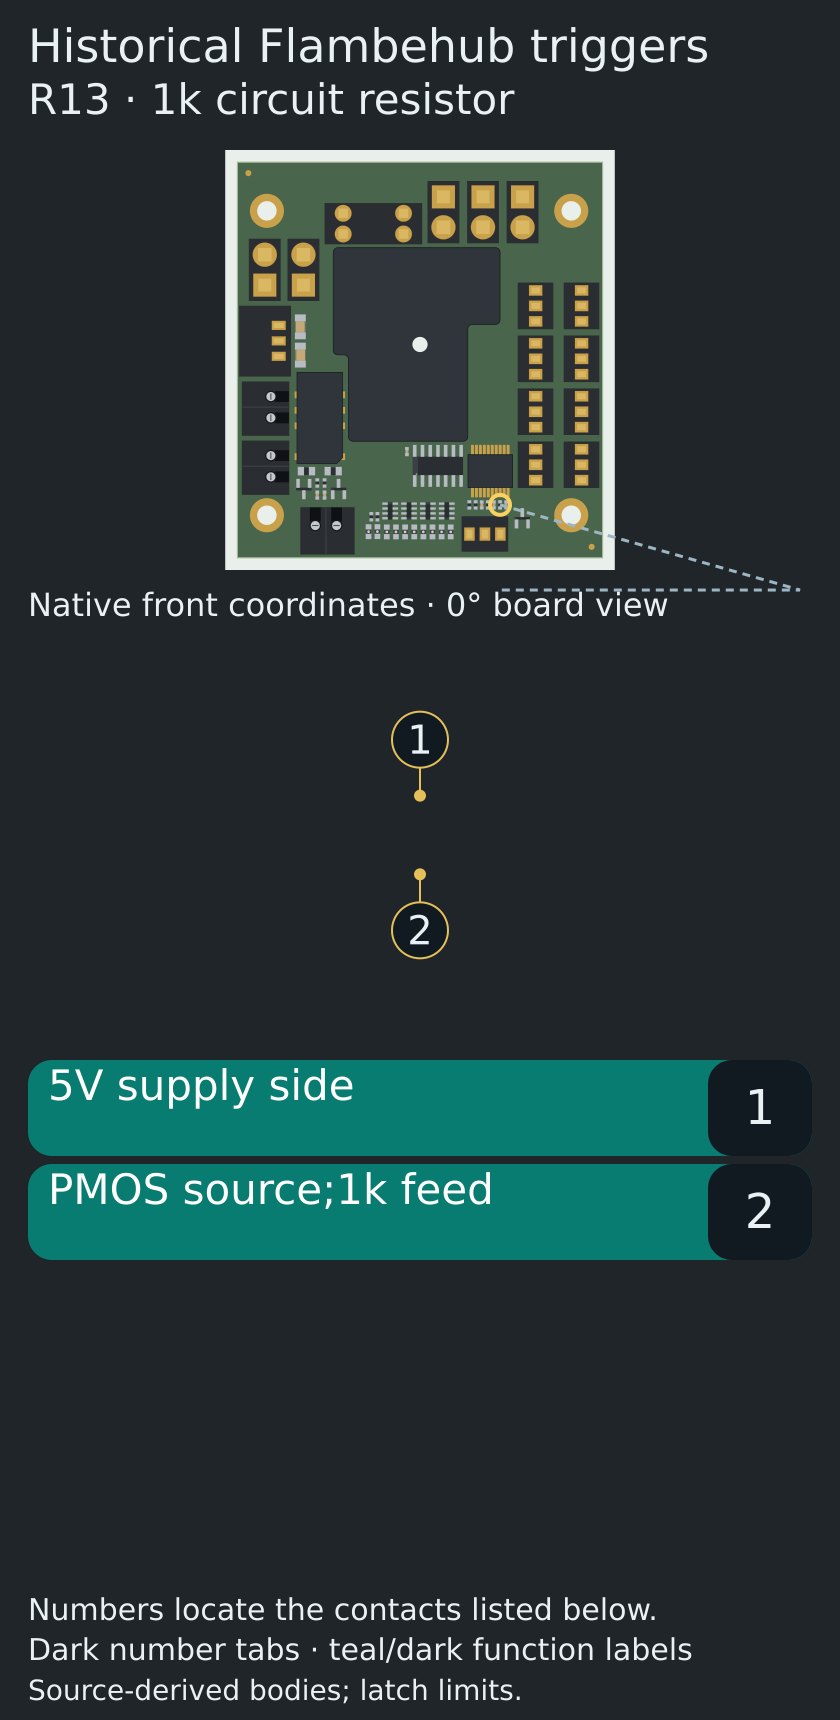 Historical Flambehub triggers
R13 · 1k circuit resistor
Native front coordinates · 0° board view
1
2
5V supply side 1
PMOS source;1k feed 2
Numbers locate the contacts listed below.
Dark number tabs · teal/dark function labels
Source-derived bodies; latch limits.